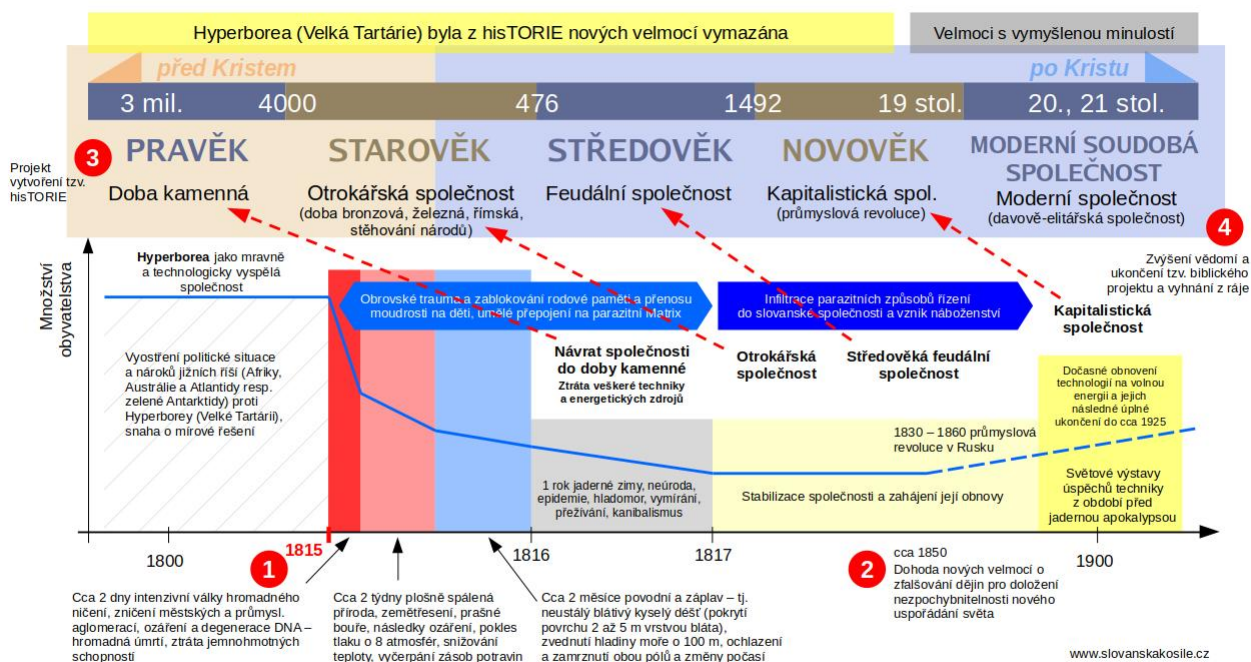 Hyperborea (Velká Tartárie) byla z hisTORIE nových velmocí vymazána
Velmoci s vymyšlenou minulostí
před Kristem
po Kristu
3 mil.
4000
476
1492
19 stol.
20., 21 stol.
3
Projekt
vytvoření tzv.
hisTORIE
PRAVĚK
Doba kamenná
STAROVĚK
Otrokářská společnost
(doba bronzová, železná, římská,
stěhování národů)
STŘEDOVĚK
Feudální společnost
NOVOVĚK
Kapitalistická spol.
(průmyslová revoluce)
MODERNÍ SOUDOBÁ
SPOLEČNOST
Moderní společnost
(davově-elitářská společnost)
4
Zvýšení vědomí a
ukončení tzv. biblického
projektu a vyhnání z ráje
Množství
obyvatelstva
Hyperborea jako mravně
a technologicky vyspělá
společnost
Vyostření politické situace
a nároků jižních říší (Afriky,
Austrálie a Atlantidy resp.
zelené Antarktidy) proti
Hyperborey (Velké Tartárii),
snaha o mírové řešení
Obrovské trauma a zablokování rodové paměti a přenosu
moudrosti na děti, umělé přepojení na parazitní Matrix
Infiltrace parazitních způsobů řízení
do slovanské společnosti a vznik náboženství
Návrat společnosti
do doby kamenné
Ztráta veškeré techniky
a energetických zdrojů
Otrokářská
společnost
Středověká feudální
společnost
Kapitalistická
společnost
Dočasné obnovení
technologií na volnou
energii a jejich
následné úplné
ukončení do cca 1925
1830 – 1860 průmyslová
revoluce v Rusku
1 rok jaderné zimy, neúroda,
epidemie, hladomor, vymírání,
přežívání, kanibalismus
Stabilizace společnosti a zahájení její obnovy
Světové výstavy
úspěchů techniky
z období před
jadernou apokalypsou
1800
1815
1816
1817
1900
1
Cca 2 dny intenzivní války hromadného
ničení, zničení městských a průmysl.
aglomerací, ozáření a degenerace DNA –
hromadná úmrtí, ztráta jemnohmotných
schopností
Cca 2 týdny plošně spálená
příroda, zemětřesení, prašné
bouře, následky ozáření, pokles
tlaku o 8 atmosfér, snižování
teploty, vyčerpání zásob potravin
Cca 2 měsíce povodní a záplav – tj.
neustálý blátivý kyselý déšť (pokrytí
povrchu 2 až 5 m vrstvou bláta),
zvednutí hladiny moře o 100 m, ochlazení
a zamrznutí obou pólů a změny počasí
2
cca 1850
Dohoda nových velmocí o
zfalšování dějin pro doložení
nezpochybnitelnosti nového
uspořádání světa
www.slovanskakosile.cz